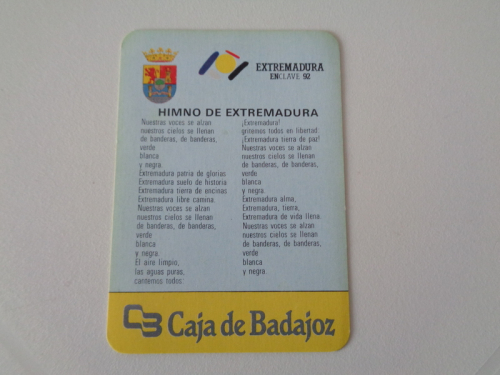 EXTREMADURA
ENCLAVE 92
HIMNO DE EXTREMADURA
Nuestras voces se alzan
nuestros cielos se llenan
de banderas, de banderas,
verde
blanca
y negra.
Extremadura patria de glorias
Extremadura suelo de historia
Extremadura tierra de encinas
Extremadura libre camina.
Nuestras voces se alzan
nuestros cielos se llenan
de banderas, de banderas,
verde
blanca
y negra.
El aire limpio,
las aguas puras,
cantemos todos:
¡Extremadura!
gritemos todos en libertad:
¡Extremadura tierra de paz!
Nuestras voces se alzan
nuestros cielos se llenan
de banderas, de banderas,
verde
blanca
y negra.
Extremadura alma,
Extremadura, tierra,
Extremadura de vida llena.
Nuestras voces se alzan
nuestros cielos se llenan
de banderas, de banderas,
verde
blanca
y negra.
CB Caja de Badajoz